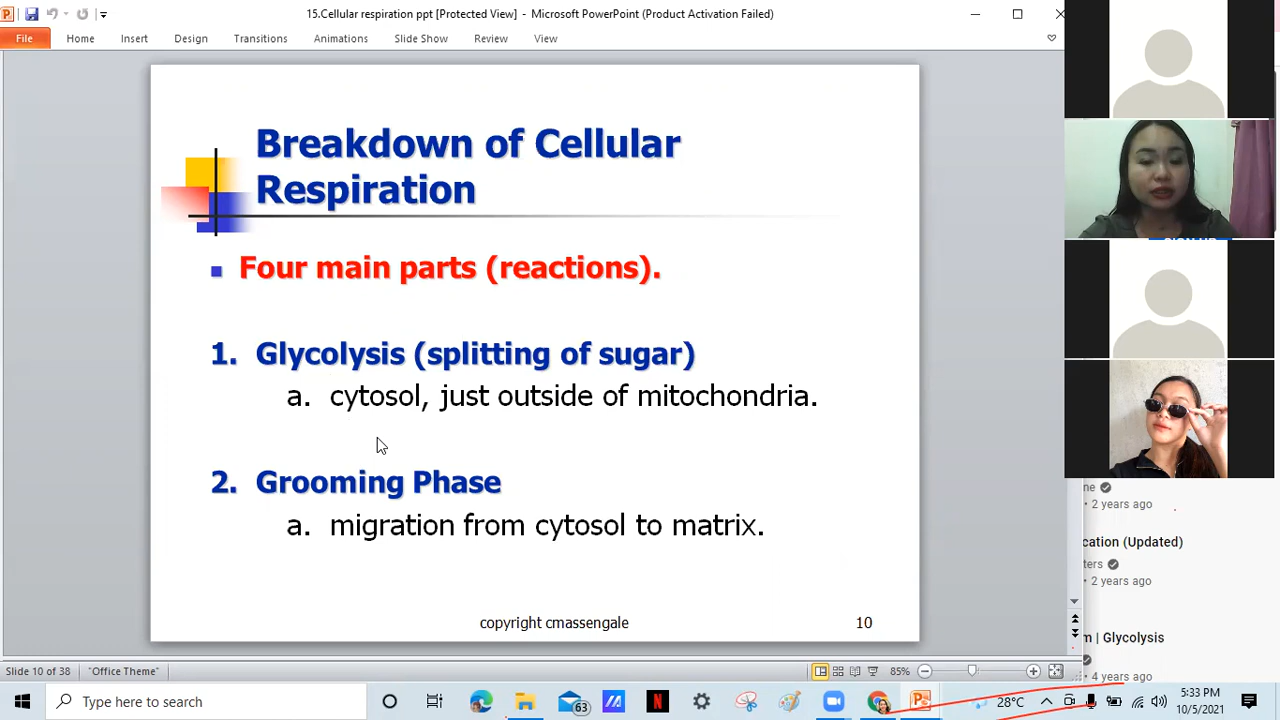 15.Cellular respiration ppt [Protected View] - Microsoft PowerPoint (Product Activation Failed)
File Home Insert Design Transitions Animations Slide Show Review View
Breakdown of Cellular
Respiration
Four main parts (reactions).
1. Glycolysis (splitting of sugar)
a. cytosol, just outside of mitochondria.
2. Grooming Phase
a. migration from cytosol to matrix.
copyright cmassengale
10
ne
2 years ago
cation (Updated)
ters
2 years ago
m | Glycolysis
4 years ago
Slide 10 of 38 "Office Theme" 85%
Type here to search
63
28°C
5:33 PM
10/5/2021